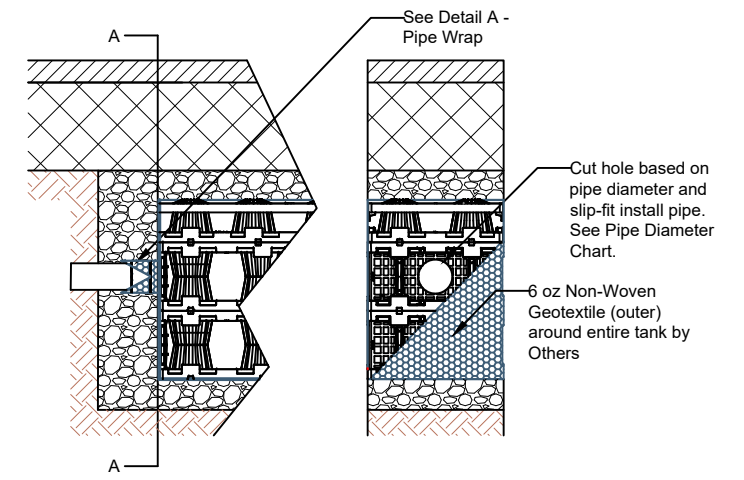 See Detail A -
Pipe Wrap
A
Cut hole based on
pipe diameter and
slip-fit install pipe.
See Pipe Diameter
Chart.
6 oz Non-Woven
Geotextile (outer)
around entire tank by
Others
A